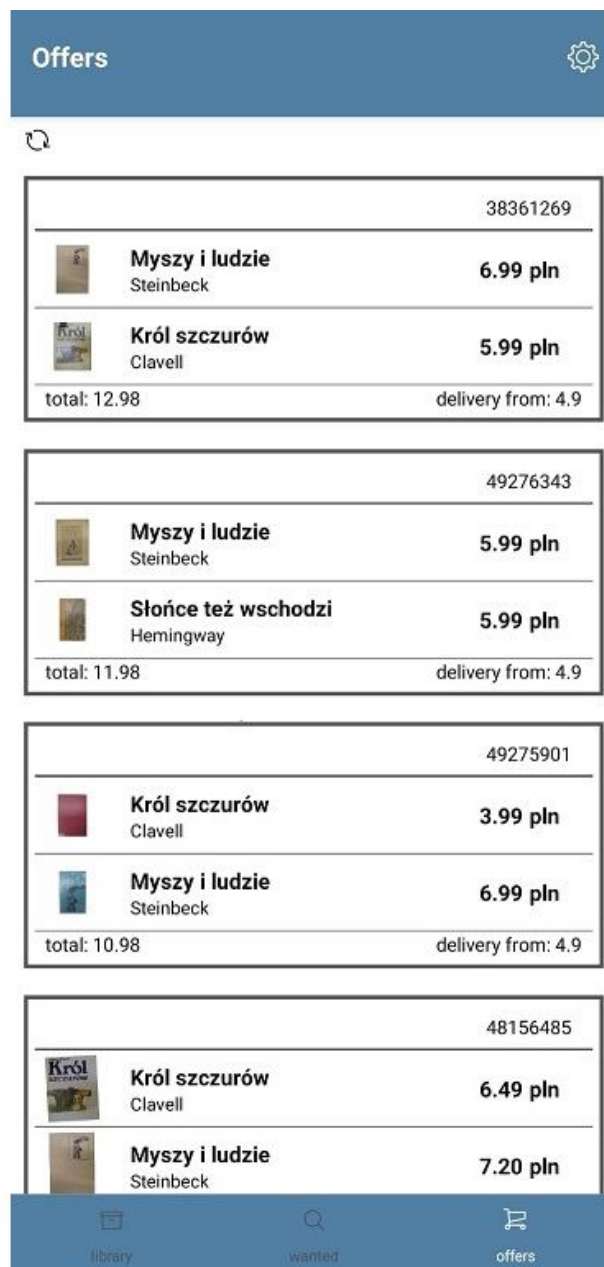 Offers
38361269
Myszy i ludzie
Steinbeck
6.99 pln
Król szczurów
Clavell
5.99 pln
total: 12.98
delivery from: 4.9
49276343
Myszy i ludzie
Steinbeck
5.99 pln
Słońce też wschodzi
Hemingway
5.99 pln
total: 11.98
delivery from: 4.9
49275901
Król szczurów
Clavell
3.99 pln
Myszy i ludzie
Steinbeck
6.99 pln
total: 10.98
delivery from: 4.9
48156485
Król szczurów
Clavell
6.49 pln
Myszy i ludzie
Steinbeck
7.20 pln
library
wanted
offers